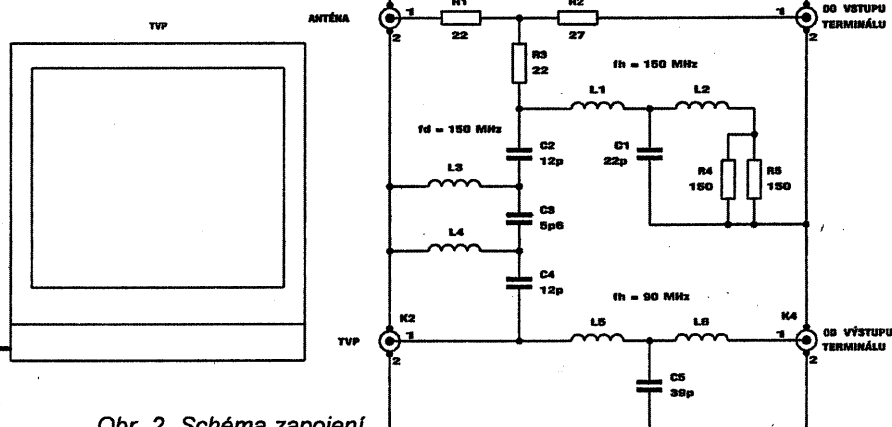 TVP
ANTÉNA
1
2
R1
22
R2
27
1
2
DO VSTUPU
TERMINÁLU
R3
22
fh = 150 MHz
L1
L2
fd = 150 MHz
C2
12p
C1
22p
R4
150
R5
150
L3
C3
5p6
L4
C4
12p
fh = 90 MHz
K2
TVP
1
2
L5
L6
K4
1
2
OD VÝSTUPU
TERMINÁLU
C5
39p
Obr. 2. Schéma zapojení